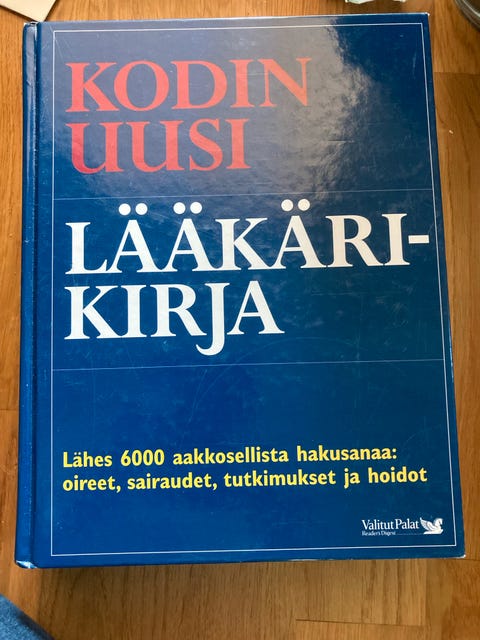 KODIN
UUSI
LÄÄKÄRI-
KIRJA
Lähes 6000 aakkosellista hakusanaa:
oireet, sairaudet, tutkimukset ja hoidot
Valitut Palat
Reader's Digest